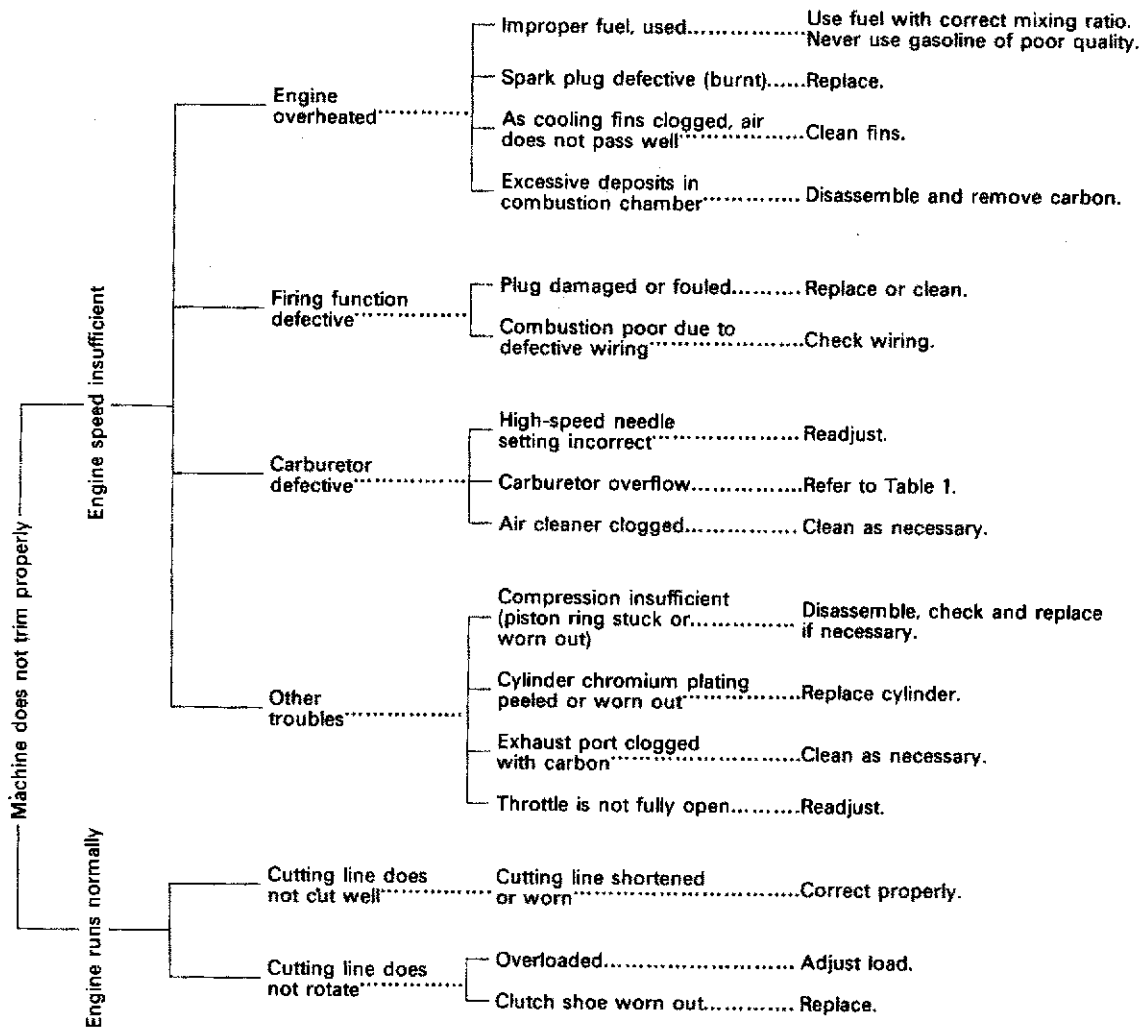 Machine does not trim properly
Engine speed insufficient
Engine
overheated
Improper fuel, used.......... Use fuel with correct mixing ratio.
Never use gasoline of poor quality.
Spark plug defective (burnt)......Replace.
As cooling fins clogged, air
does not pass well ............... Clean fins.
Excessive deposits in
combustion chamber ............ Disassemble and remove carbon.
Firing function
defective
Plug damaged or fouled.......... Replace or clean.
Combustion poor due to
defective wiring ................... Check wiring.
Carburetor
defective
High-speed needle
setting incorrect .................. Readjust.
Carburetor overflow...............Refer to Table 1.
Air cleaner clogged............... Clean as necessary.
Other
troubles
Compression insufficient
(piston ring stuck or............. Disassemble, check and replace
worn out)
if necessary.
Cylinder chromium plating
peeled or worn out............... Replace cylinder.
Exhaust port clogged
with carbon........................ Clean as necessary.
Throttle is not fully open......... Readjust.
Engine runs normally
Cutting line does
not cut well
Cutting line shortened
or worn ............................ Correct properly.
Cutting line does
not rotate
Overloaded......................... Adjust load.
Clutch shoe worn out............ Replace.